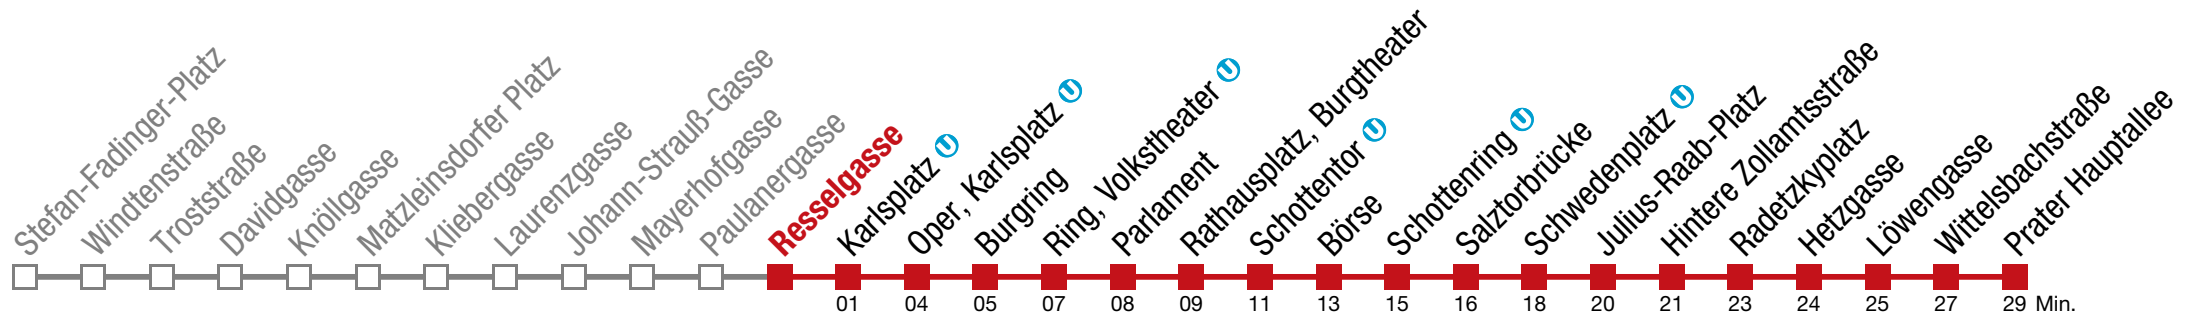 Stefan-Fadinger-Platz
Windtenstraße
Troststraße
Davidgasse
Knöllgasse
Matzleinsdorfer Platz
Kliebergasse
Laurenzgasse
Johann-Strauß-Gasse
Mayerhofgasse
Paulanergasse
Resselgasse
Karlsplatz U
Oper, Karlsplatz U
Burgring
Ring, Volkstheater U
Parlament
Rathausplatz, Burgtheater
Schottentor U
Börse
Schottenring U
Salztorbrücke
Schwedenplatz U
Julius-Raab-Platz
Hintere Zollamtsstraße
Radetzkyplatz
Hetzgasse
Löwengasse
Wittelsbachstraße
Prater Hauptallee
01 04 05 07 08 09 11 13 15 16 18 20 21 23 24 25 27 29 Min.